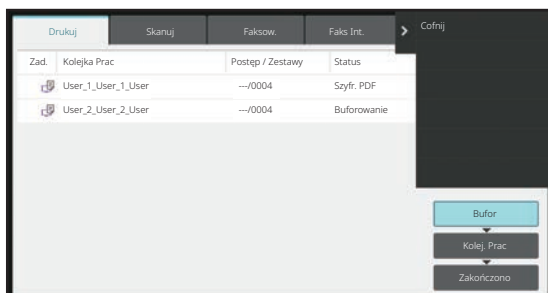 Drukuj Skanuj Faksow. Faks Int. Cofnij
Zad. Kolejka Prac Postęp / Zestawy Status
User_1_User_1_User ---/0004 Szyfr. PDF
User_2_User_2_User ---/0004 Buforowanie
Bufor
Kolej. Prac
Zakończono